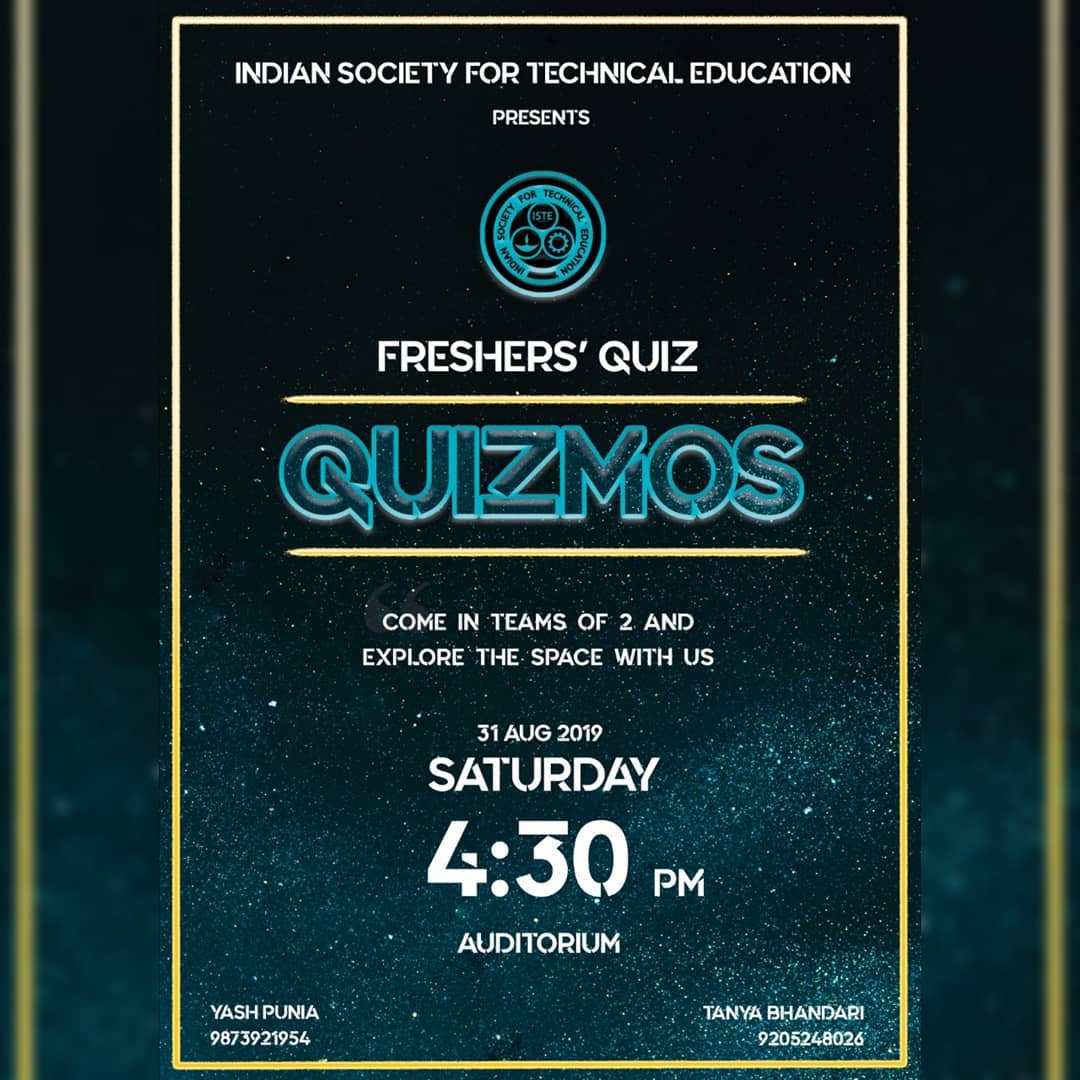 INDIAN SOCIETY FOR TECHNICAL EDUCATION
PRESENTS
INDIAN SOCIETY FOR TECHNICAL EDUCATION
ISTE
FRESHERS' QUIZ
QUIZMOS
“
COME IN TEAMS OF 2 AND
EXPLORE THE SPACE WITH US
31 AUG 2019
SATURDAY
4:30 PM
AUDITORIUM
YASH PUNIA
9873921954
TANYA BHANDARI
9205248026